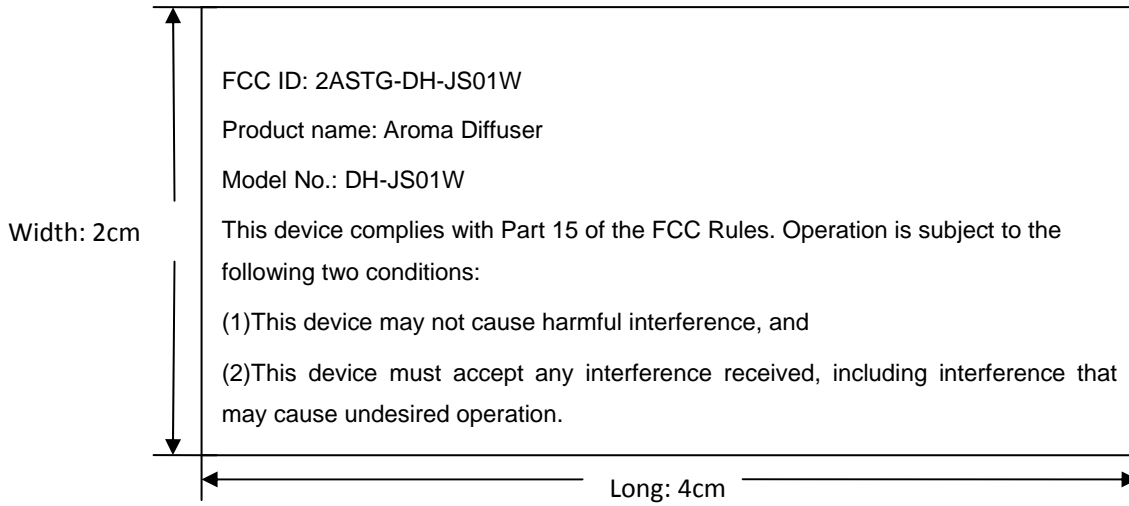 FCC ID: 2ASTG-DH-JS01W
Product name: Aroma Diffuser
Model No.: DH-JS01W
Width: 2cm
This device complies with Part 15 of the FCC Rules. Operation is subject to the
following two conditions:
(1)This device may not cause harmful interference, and
(2)This device must accept any interference received, including interference that
may cause undesired operation.
Long: 4cm